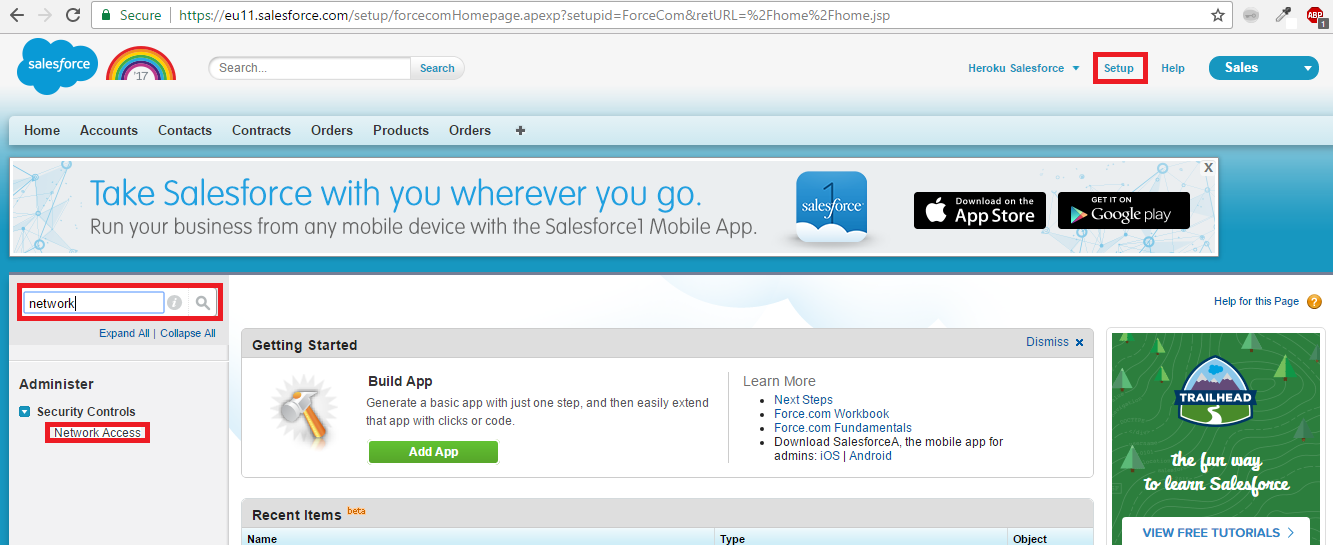 Secure
https://eu11.salesforce.com/setup/forcecomHomepage.apexp?setupid=ForceCom&retURL=%2Fhome%2Fhome.jsp
ABP
1
salesforce
'17
Search...
Search
Heroku Salesforce
Setup
Help
Sales
Home
Accounts
Contacts
Contracts
Orders
Products
Orders
Take Salesforce with you wherever you go.
Run your business from any mobile device with the Salesforce1 Mobile App.
1
salesforce
Download on the
App Store
GET IT ON
Google play
X
network
Expand All | Collapse All
Help for this Page
Administer
Security Controls
Network Access
Getting Started
Dismiss
Build App
Generate a basic app with just one step, and then easily extend
that app with clicks or code.
Add App
Learn More
Next Steps
Force.com Workbook
Force.com Fundamentals
Download SalesforceA, the mobile app for
admins: iOS | Android
Recent Items beta
Name
Type
Object
TRAILHEAD
the fun way
to learn Salesforce
VIEW FREE TUTORIALS